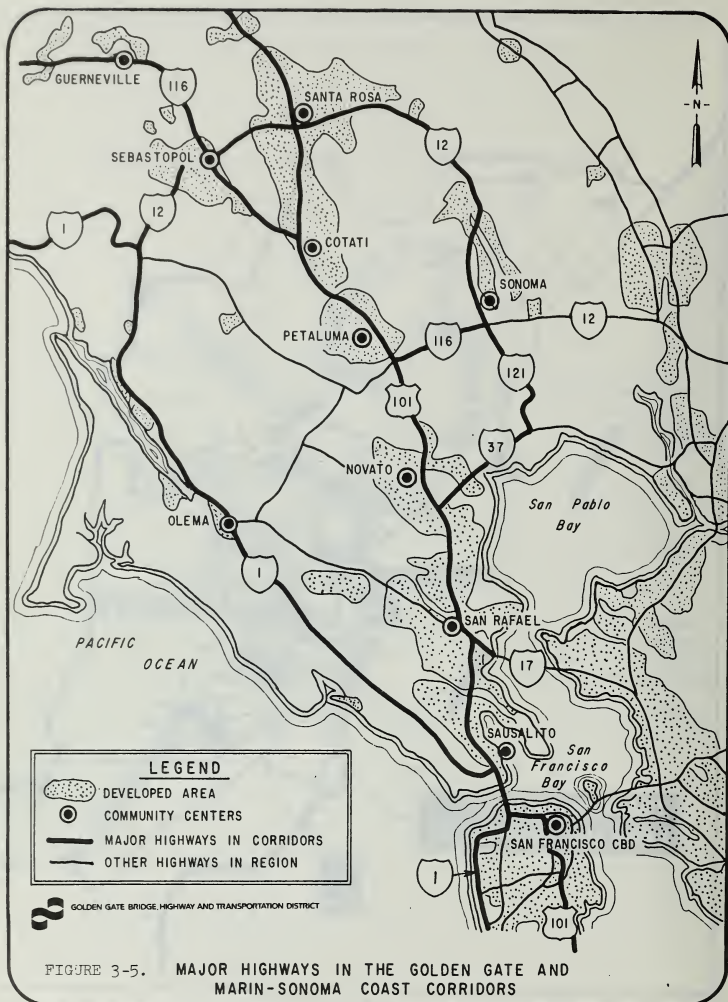 GUERNEVILLE
116
SANTA ROSA
-N-
SEBASTOPOL
12
12
1
COTATI
SONOMA
PETALUMA
116
12
101
121
37
NOVATO
San Pablo
Bay
OLEMA
1
SAN RAFAEL
PACIFIC
OCEAN
17
SAUSALITO
San
Francisco
Bay
LEGEND
DEVELOPED AREA
COMMUNITY CENTERS
MAJOR HIGHWAYS IN CORRIDORS
OTHER HIGHWAYS IN REGION
SAN FRANCISCO CBD
1
101
GOLDEN GATE BRIDGE, HIGHWAY AND TRANSPORTATION DISTRICT
FIGURE 3-5. MAJOR HIGHWAYS IN THE GOLDEN GATE AND
MARIN-SONOMA COAST CORRIDORS